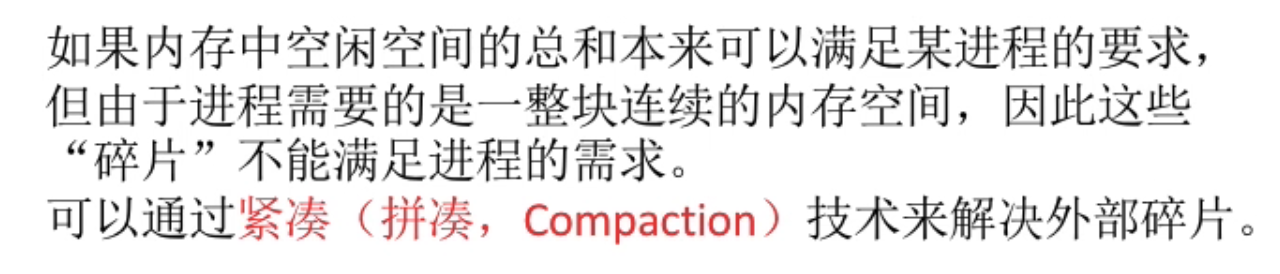 如果内存中空闲空间的总和本来可以满足某进程的要求，
但由于进程需要的是一整块连续的内存空间，因此这些
“碎片”不能满足进程的需求。
可以通过紧凑（拼凑，Compaction）技术来解决外部碎片。